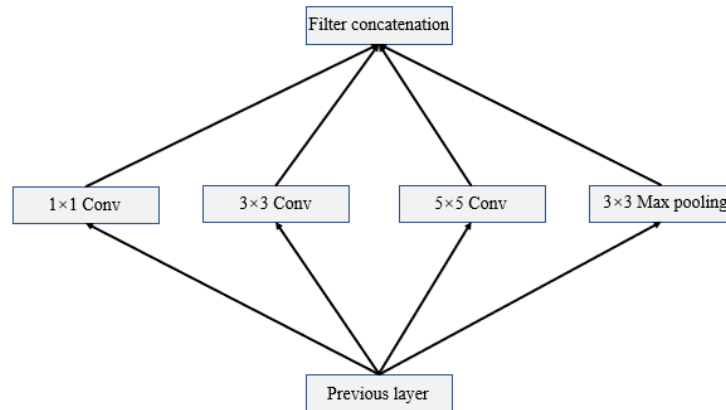 Filter concatenation
1×1 Conv
3×3 Conv
5×5 Conv
3×3 Max pooling
Previous layer